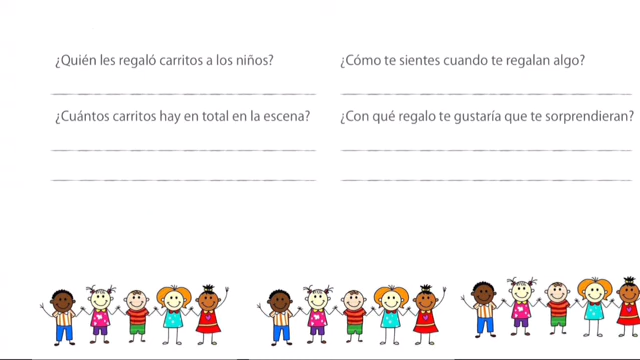 ¿Quién les regaló carritos a los niños?
¿Cuántos carritos hay en total en la escena?
¿Cómo te sientes cuando te regalan algo?
¿Con qué regalo te gustaría que te sorprendieran?